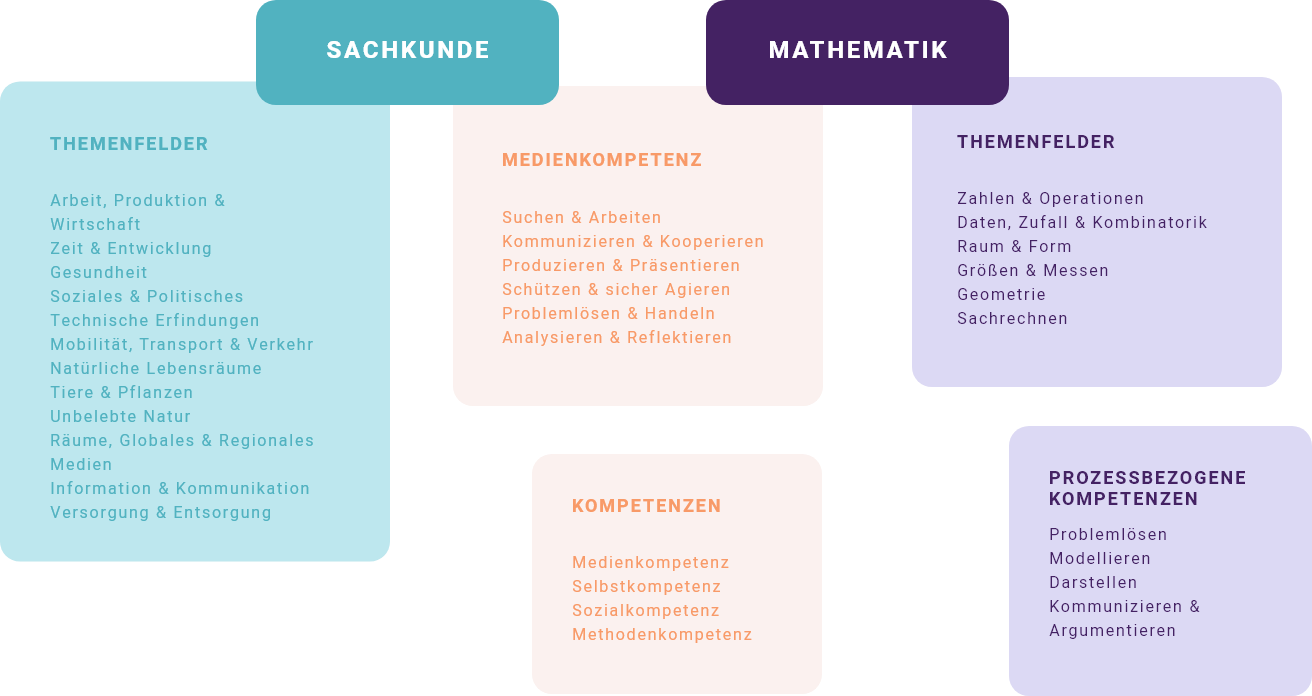 SACHKUNDE
MATHEMATIK
THEMENFELDER
Arbeit, Produktion &
Wirtschaft
Zeit & Entwicklung
Gesundheit
Soziales & Politisches
Technische Erfindungen
Mobilität, Transport & Verkehr
Natürliche Lebensräume
Tiere & Pflanzen
Unbelebte Natur
Räume, Globales & Regionales
Medien
Information & Kommunikation
Versorgung & Entsorgung
MEDIENKOMPETENZ
Suchen & Arbeiten
Kommunizieren & Kooperieren
Produzieren & Präsentieren
Schützen & sicher Agieren
Problemlösen & Handeln
Analysieren & Reflektieren
KOMPETENZEN
Medienkompetenz
Selbstkompetenz
Sozialkompetenz
Methodenkompetenz
THEMENFELDER
Zahlen & Operationen
Daten, Zufall & Kombinatorik
Raum & Form
Größen & Messen
Geometrie
Sachrechnen
PROZESSBEZOGENE
KOMPETENZEN
Problemlösen
Modellieren
Darstellen
Kommunizieren &
Argumentieren